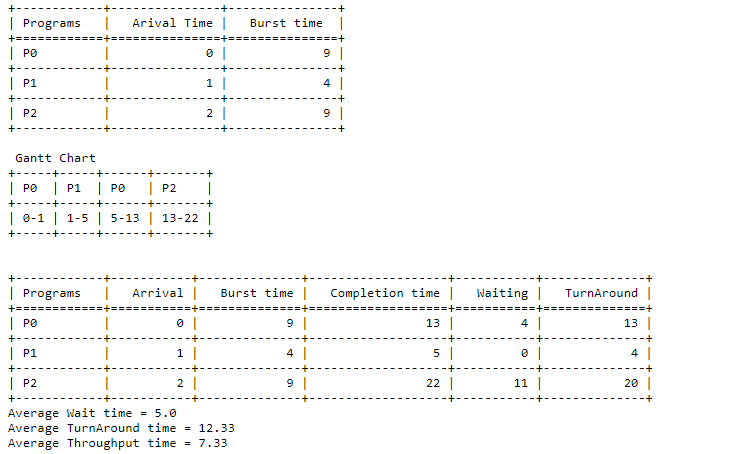 Programs Arival Time Burst time
P0 0 9
P1 1 4
P2 2 9
Gantt Chart
P0 P1 P0 P2
0-1 1-5 5-13 13-22
Programs Arrival Burst time Completion time Waiting TurnAround
P0 0 9 13 4 13
P1 1 4 5 0 4
P2 2 9 22 11 20
Average Wait time = 5.0
Average TurnAround time = 12.33
Average Throughput time = 7.33